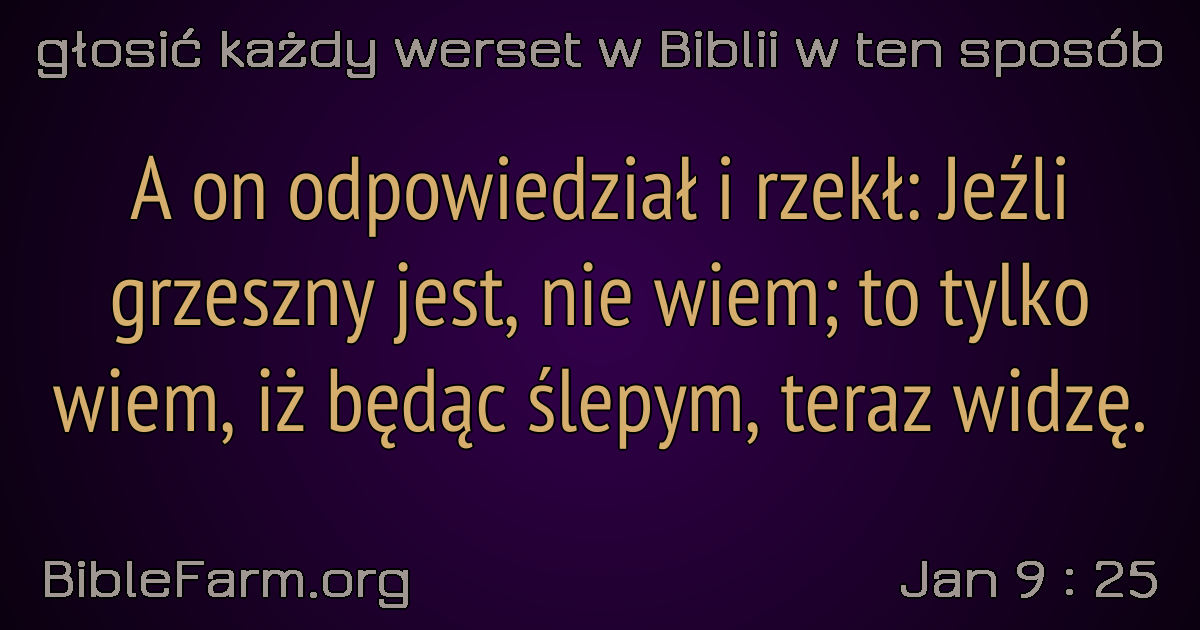 głosić każdy werset w Biblii w ten sposób
A on odpowiedział i rzekł: Jeźli
grzeszny jest, nie wiem; to tylko
wiem, iż będąc ślepym, teraz widzę.
BibleFarm.org
Jan 9 : 25